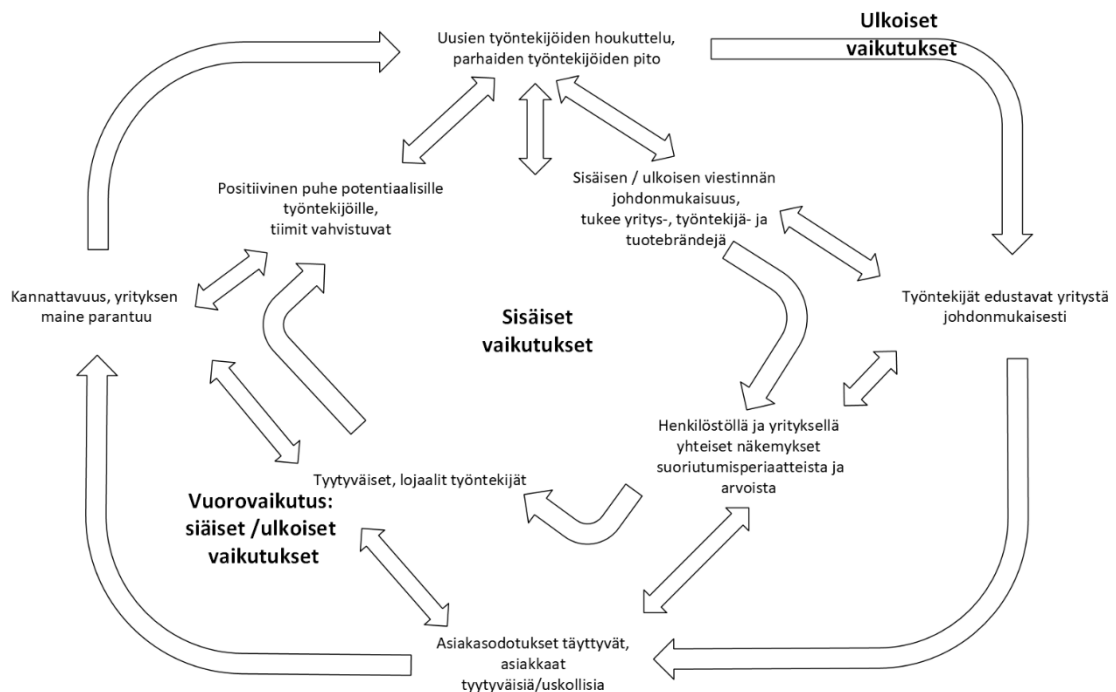 Ulkoiset
vaikutukset
Uusien työntekijöiden houkuttelu,
parhaiden työntekijöiden pito
Positiivinen puhe potentiaalisille
työntekijöille,
tiimit vahvistuvat
Sisäisen / ulkoisen viestinnän
johdonmukaisuus,
tukee yritys-, työntekijä- ja
tuotebrändejä
Kannattavuus, yrityksen
maine parantuu
Työntekijät edustavat yritystä
johdonmukaisesti
Sisäiset
vaikutukset
Henkilöstöllä ja yrityksellä
yhteiset näkemykset
suoriutumisperiaatteista ja
arvoista
Tyytyväiset, lojaalit työntekijät
Vuorovaikutus:
siäiset /ulkoiset
vaikutukset
Asiakasodotukset täyttyvät,
asiakkaat
tyytyväisiä/uskollisia